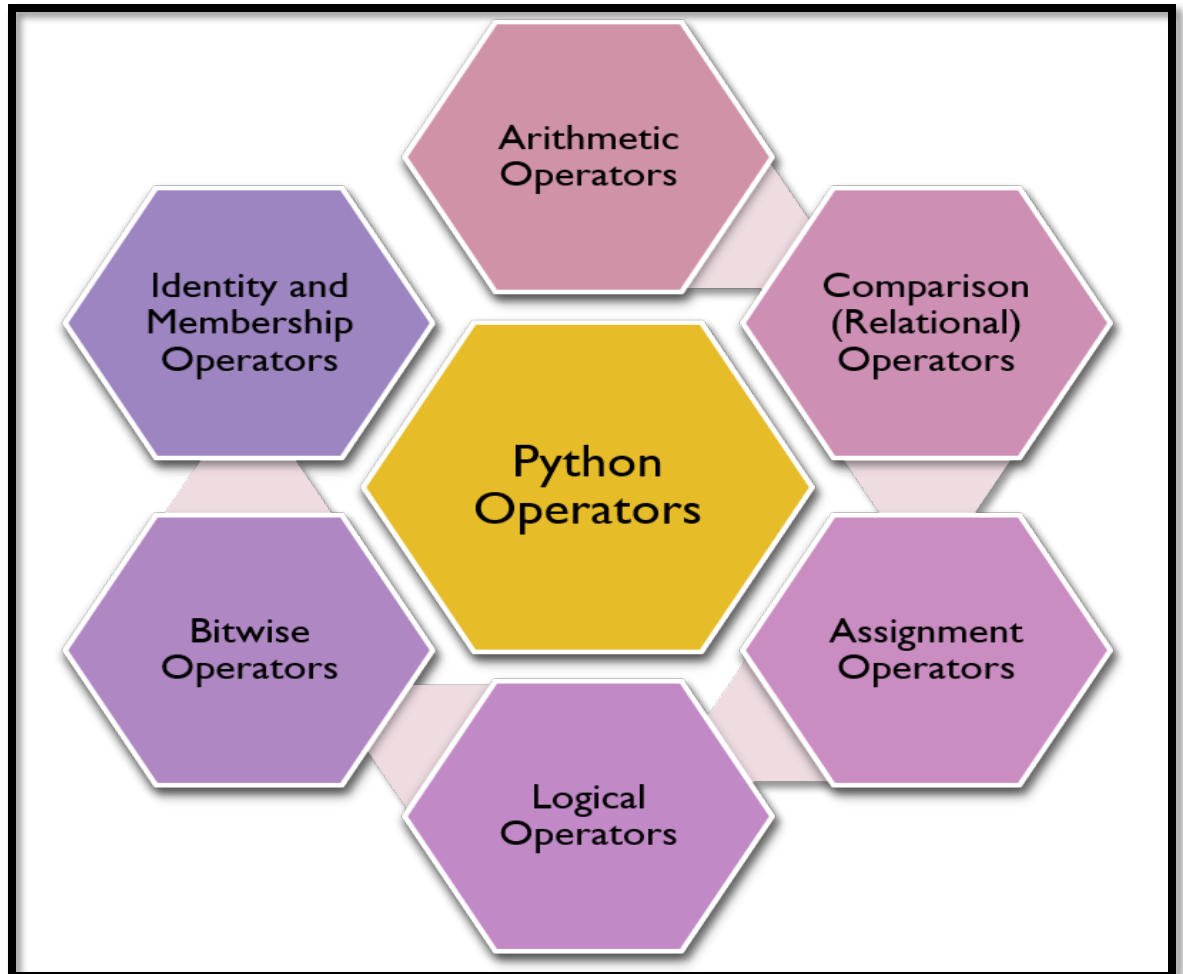 Arithmetic
Operators
Comparison
(Relational)
Operators
Assignment
Operators
Logical
Operators
Bitwise
Operators
Identity and
Membership
Operators
Python
Operators